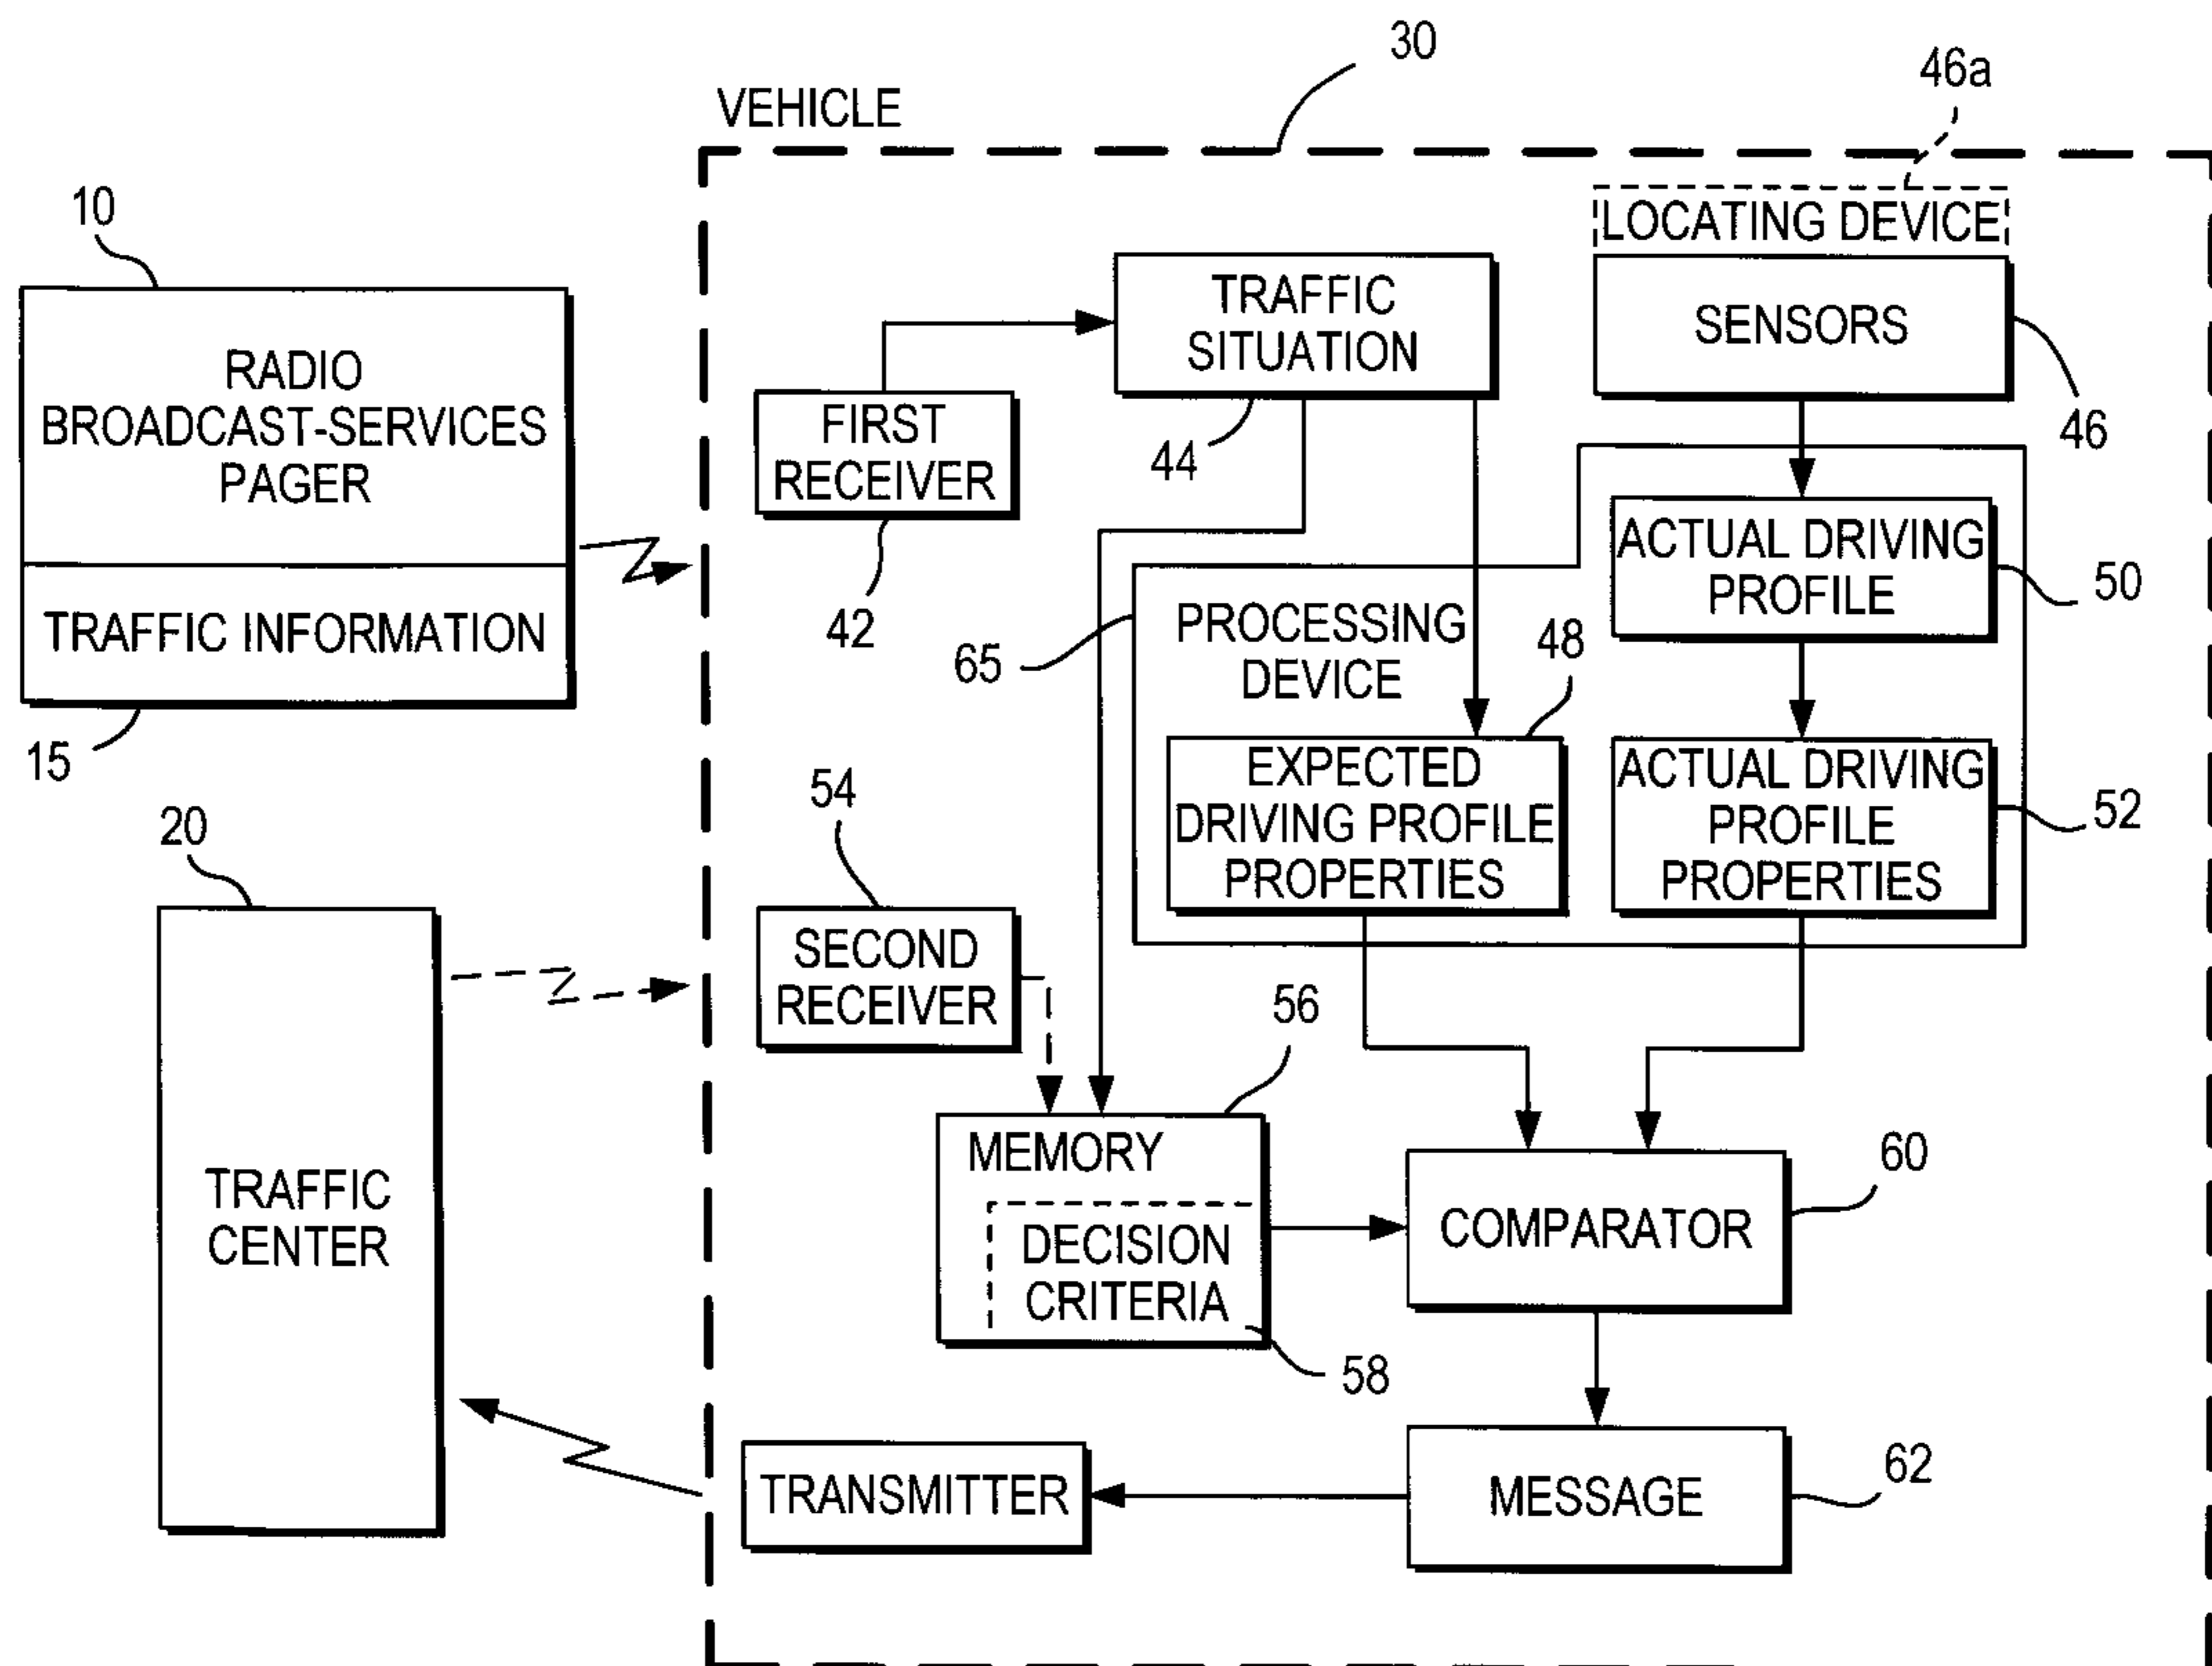 30
46a
VEHICLE
10
LOCATING DEVICE
RADIO
BROADCAST-SERVICES
PAGER
TRAFFIC INFORMATION
15
TRAFFIC
SITUATION
44
SENSORS
46
FIRST
RECEIVER
42
ACTUAL DRIVING
PROFILE
50
PROCESSING
DEVICE
65
48
EXPECTED
DRIVING PROFILE
PROPERTIES
ACTUAL DRIVING
PROFILE
PROPERTIES
52
20
TRAFFIC
CENTER
54
SECOND
RECEIVER
56
MEMORY
DECISION
CRITERIA
58
COMPARATOR
60
TRANSMITTER
MESSAGE
62